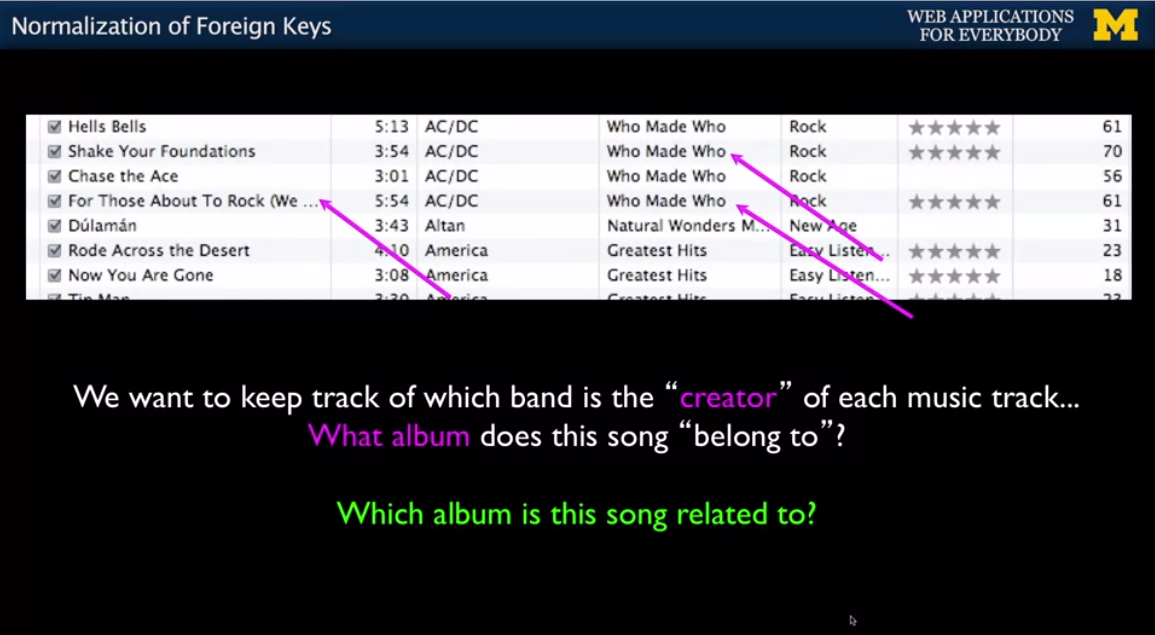 Normalization of Foreign Keys
WEB APPLICATIONS
FOR EVERYBODY
M
Hells Bells 5:13 AC/DC Who Made Who Rock ★★★★★ 61
Shake Your Foundations 3:54 AC/DC Who Made Who Rock ★★★★★ 70
Chase the Ace 3:01 AC/DC Who Made Who Rock 56
For Those About To Rock (We ... 5:54 AC/DC Who Made Who Rock ★★★★★ 61
Dúlamán 3:43 Altan Natural Wonders M... New Age 31
Rode Across the Desert 4:10 America Greatest Hits Easy Listen... ★★★★★ 23
Now You Are Gone 3:08 America Greatest Hits Easy Listen... ★★★★★ 18
Tin Man 3:30 America Greatest Hits Easy Listen... ★★★★★ 23
We want to keep track of which band is the “creator” of each music track...
What album does this song “belong to”?
Which album is this song related to?